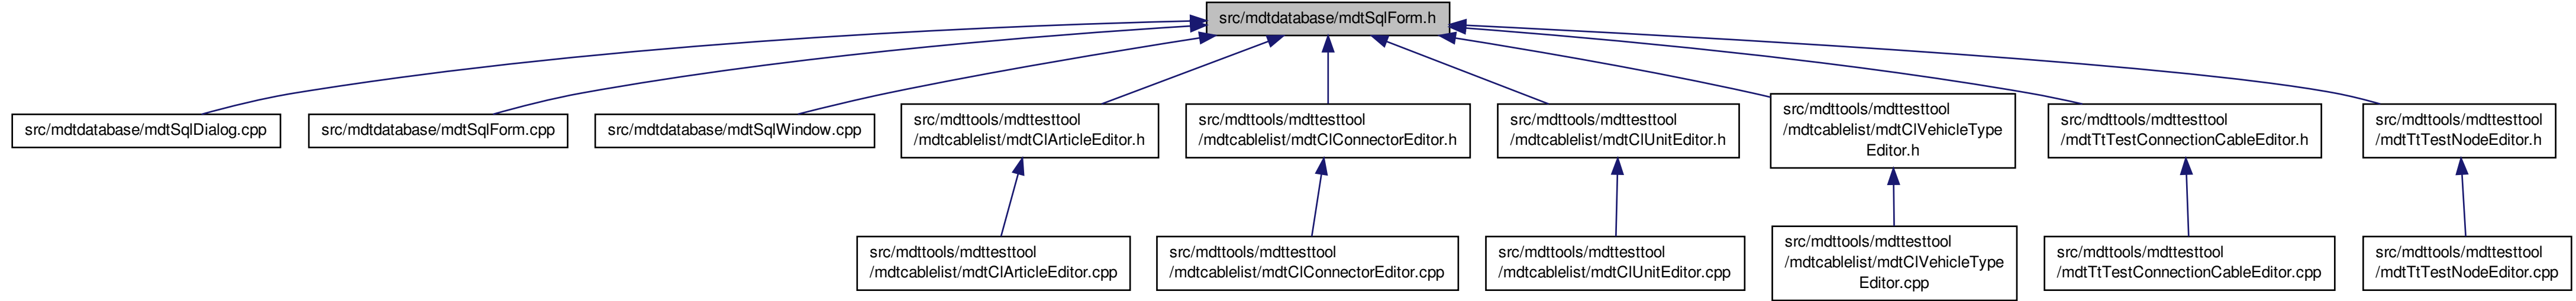 src/mdtdatabase/mdtSqlForm.h
src/mdtdatabase/mdtSqlDialog.cpp
src/mdtdatabase/mdtSqlForm.cpp
src/mdtdatabase/mdtSqlWindow.cpp
src/mdttools/mdttesttool
/mdtcablelist/mdtClArticleEditor.h
src/mdttools/mdttesttool
/mdtcablelist/mdtClConnectorEditor.h
src/mdttools/mdttesttool
/mdtcablelist/mdtClUnitEditor.h
src/mdttools/mdttesttool
/mdtcablelist/mdtClVehicleType
Editor.h
src/mdttools/mdttesttool
/mdtTtTestConnectionCableEditor.h
src/mdttools/mdttesttool
/mdtTtTestNodeEditor.h
src/mdttools/mdttesttool
/mdtcablelist/mdtClArticleEditor.cpp
src/mdttools/mdttesttool
/mdtcablelist/mdtClConnectorEditor.cpp
src/mdttools/mdttesttool
/mdtcablelist/mdtClUnitEditor.cpp
src/mdttools/mdttesttool
/mdtcablelist/mdtClVehicleType
Editor.cpp
src/mdttools/mdttesttool
/mdtTtTestConnectionCableEditor.cpp
src/mdttools/mdttesttool
/mdtTtTestNodeEditor.cpp